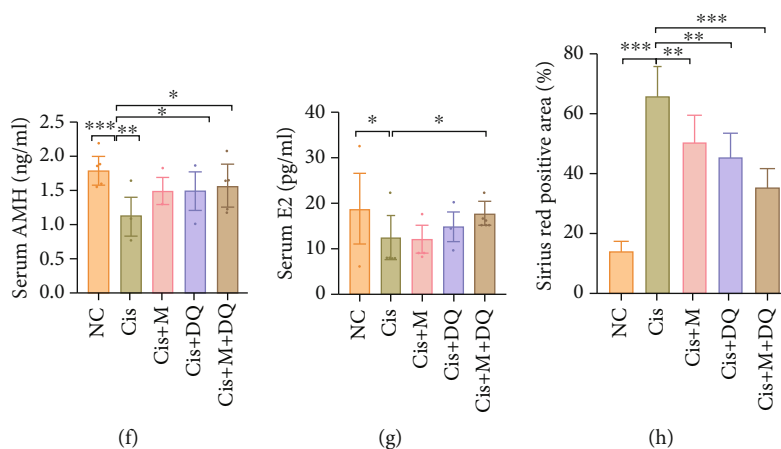 Serum AMH (ng/ml)
2.5
2.0
1.5
1.0
0.5
0.0
*
*
*** **
NC
Cis
Cis+M
Cis+DQ
Cis+M+DQ
(f)
Serum E2 (pg/ml)
40
30
20
10
0
* *
NC
Cis
Cis+M
Cis+DQ
Cis+M+DQ
(g)
Sirius red positive area (%)
80
60
40
20
0
***
**
*** **
NC
Cis
Cis+M
Cis+DQ
Cis+M+DQ
(h)